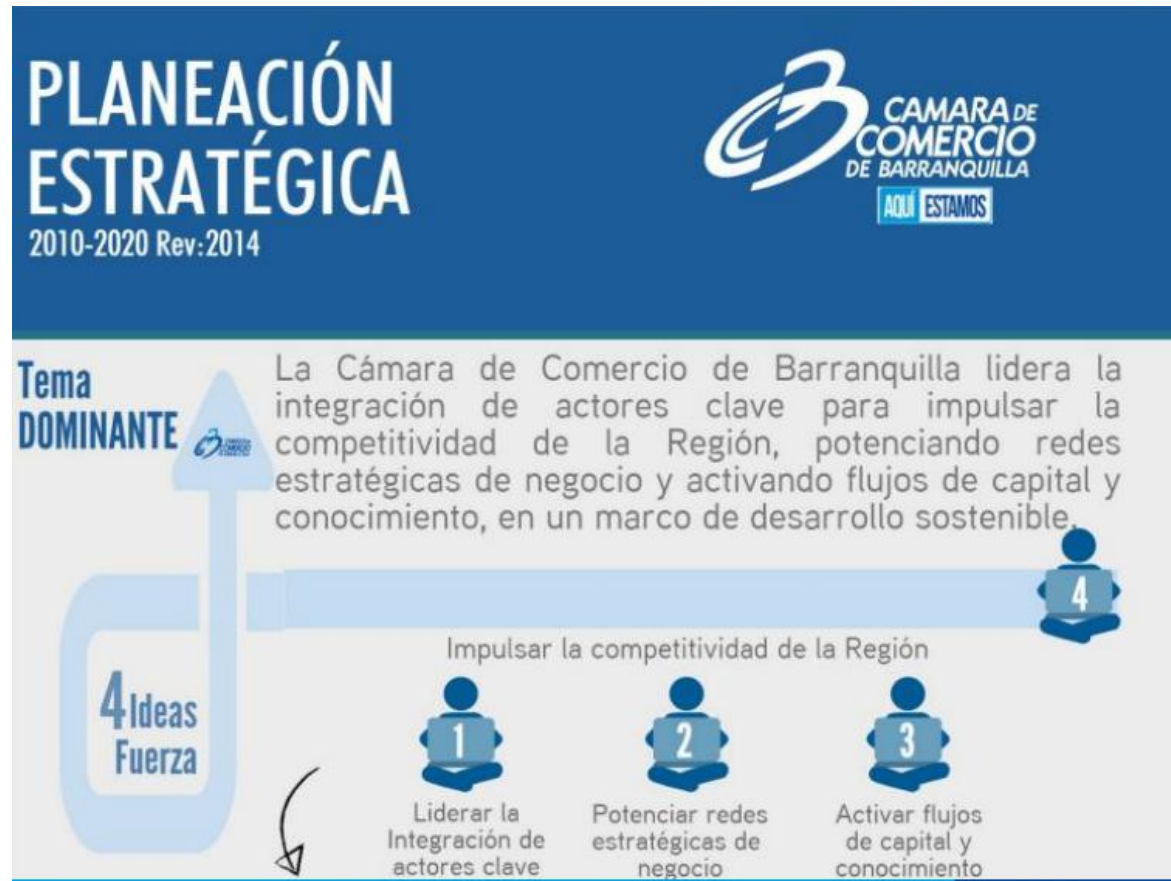 PLANEACIÓN
ESTRATÉGICA
2010-2020 Rev:2014
CAMARA DE
COMERCIO
DE BARRANQUILLA
AQUÍ ESTAMOS
Tema
DOMINANTE
La Cámara de Comercio de Barranquilla lidera la
integración de actores clave para impulsar la
competitividad de la Región, potenciando redes
estratégicas de negocio y activando flujos de capital y
conocimiento, en un marco de desarrollo sostenible.
4
Impulsar la competitividad de la Región
4 Ideas
Fuerza
1
Liderar la
Integración de
actores clave
2
Potenciar redes
estratégicas de
negocio
3
Activar flujos
de capital y
conocimiento